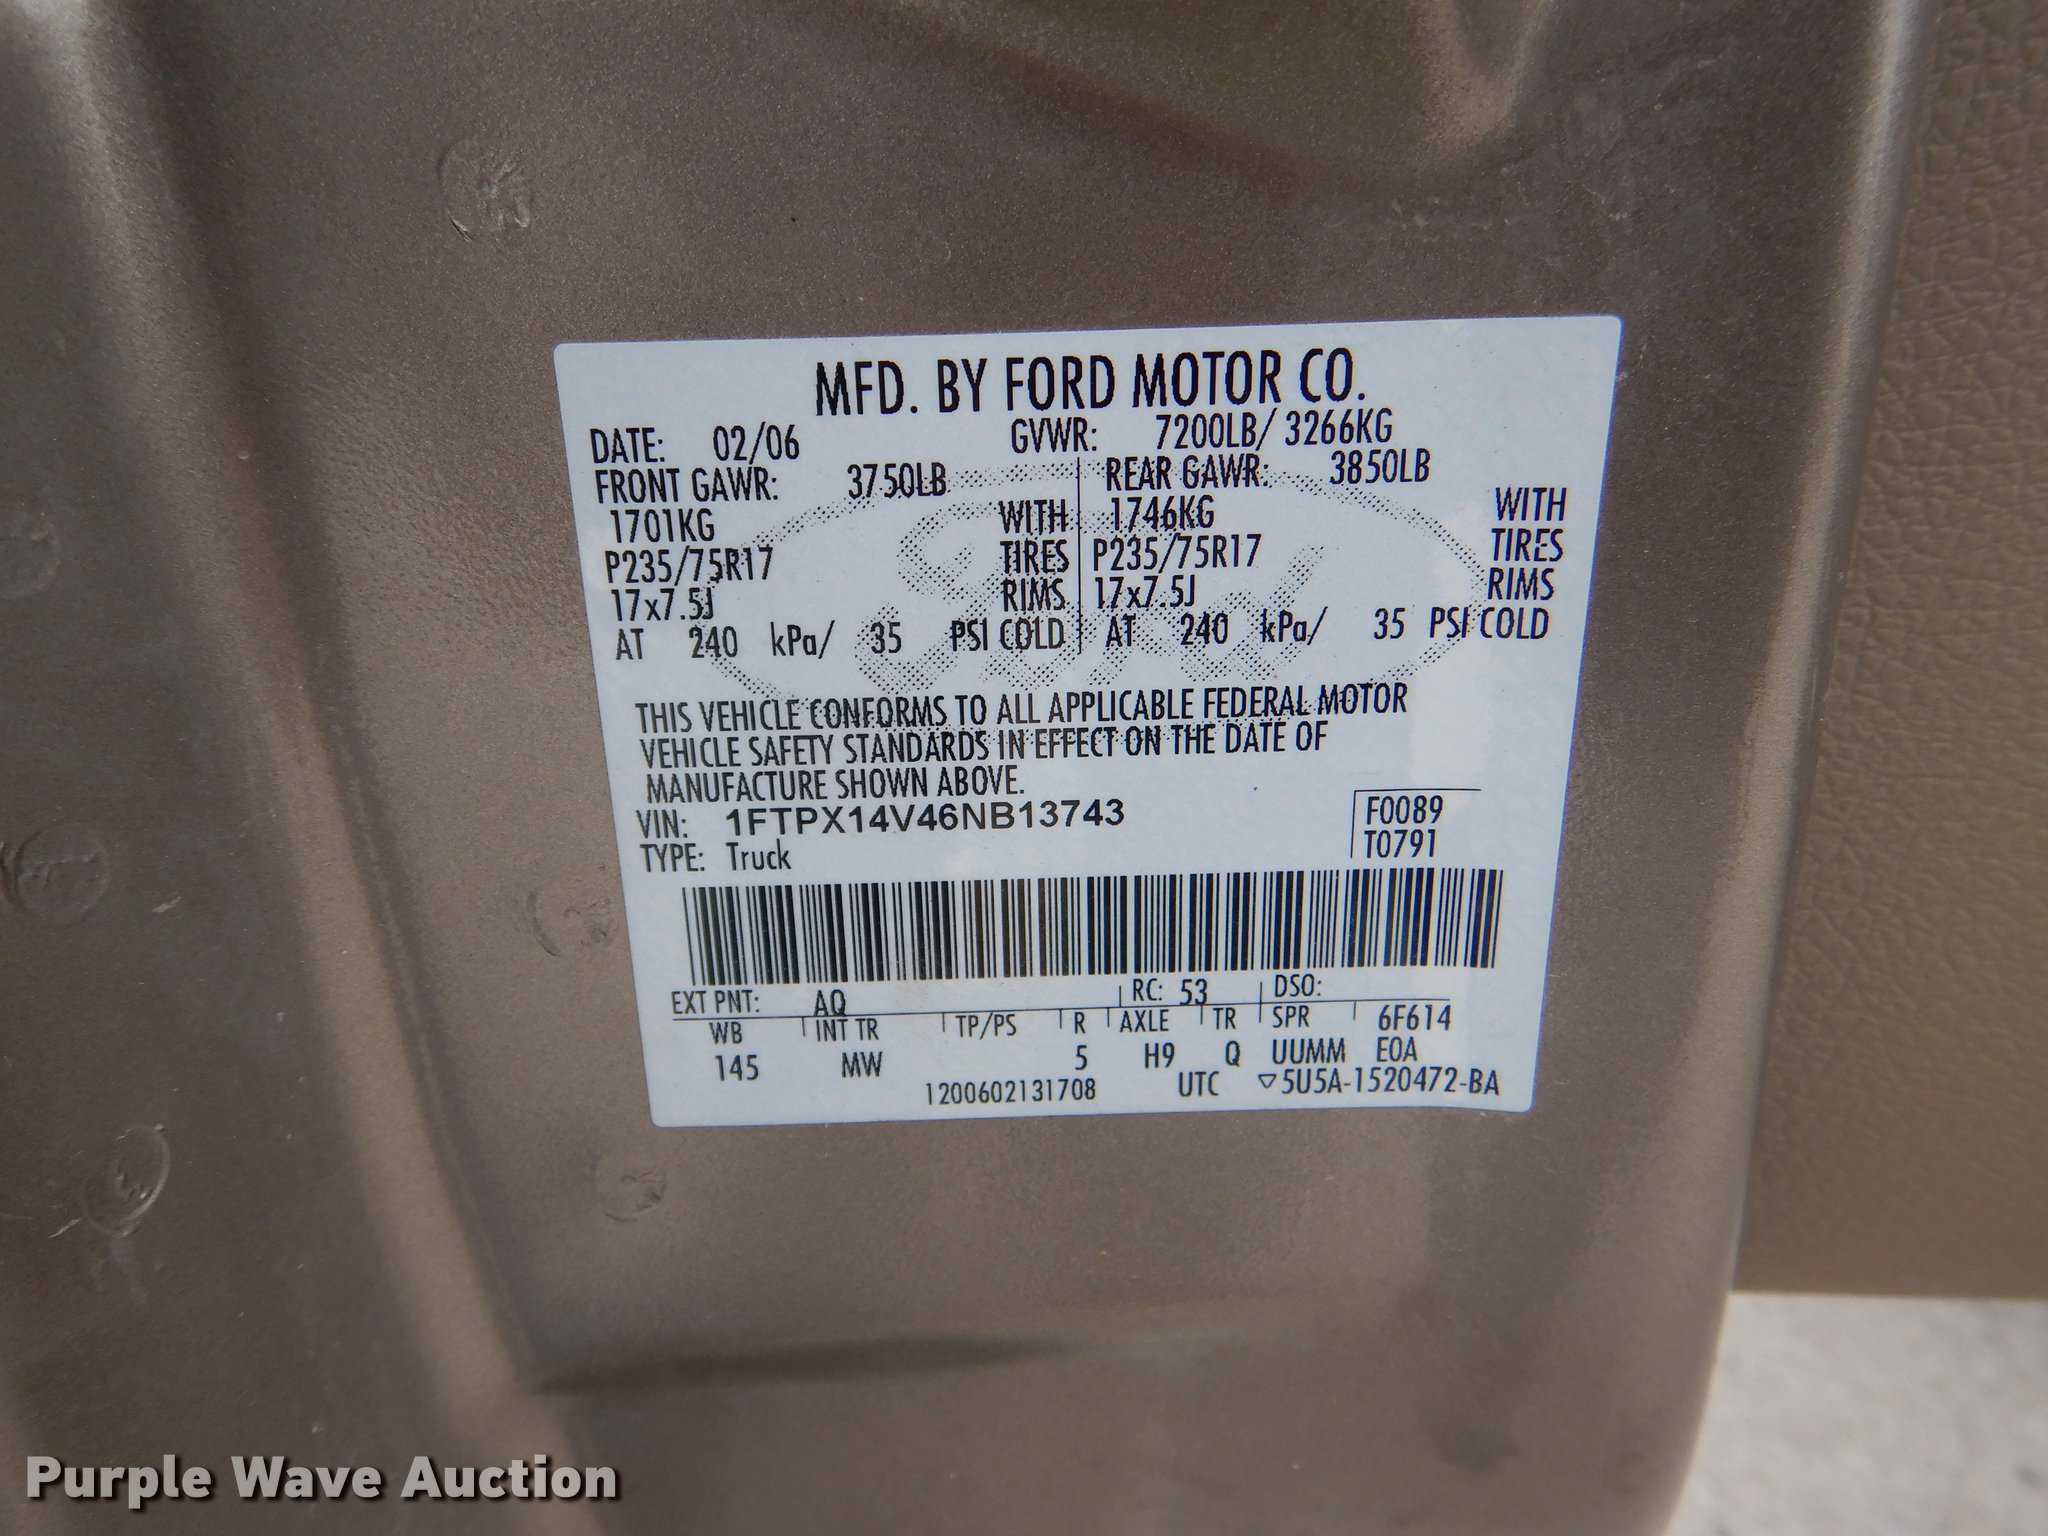 MFD. BY FORD MOTOR CO.
DATE: 02/06 GVWR: 7200LB/ 3266KG
FRONT GAWR: 3750LB REAR GAWR: 3850LB
1701KG WITH 1746KG WITH
P235/75R17 TIRES P235/75R17 TIRES
17x7.5J RIMS 17x7.5J RIMS
AT 240 kPa/ 35 PSI COLD AT 240 kPa/ 35 PSI COLD
Ford
THIS VEHICLE CONFORMS TO ALL APPLICABLE FEDERAL MOTOR
VEHICLE SAFETY STANDARDS IN EFFECT ON THE DATE OF
MANUFACTURE SHOWN ABOVE.
VIN: 1FTPX14V46NB13743 F0089
TYPE: Truck T0791
EXT PNT: AQ RC: 53 DSO:
WB INT TR TP/PS R AXLE TR SPR 6F614
145 MW 5 H9 Q UUMM E0A
1200602131708 UTC ▽5U5A-1520472-BA
Purple Wave Auction